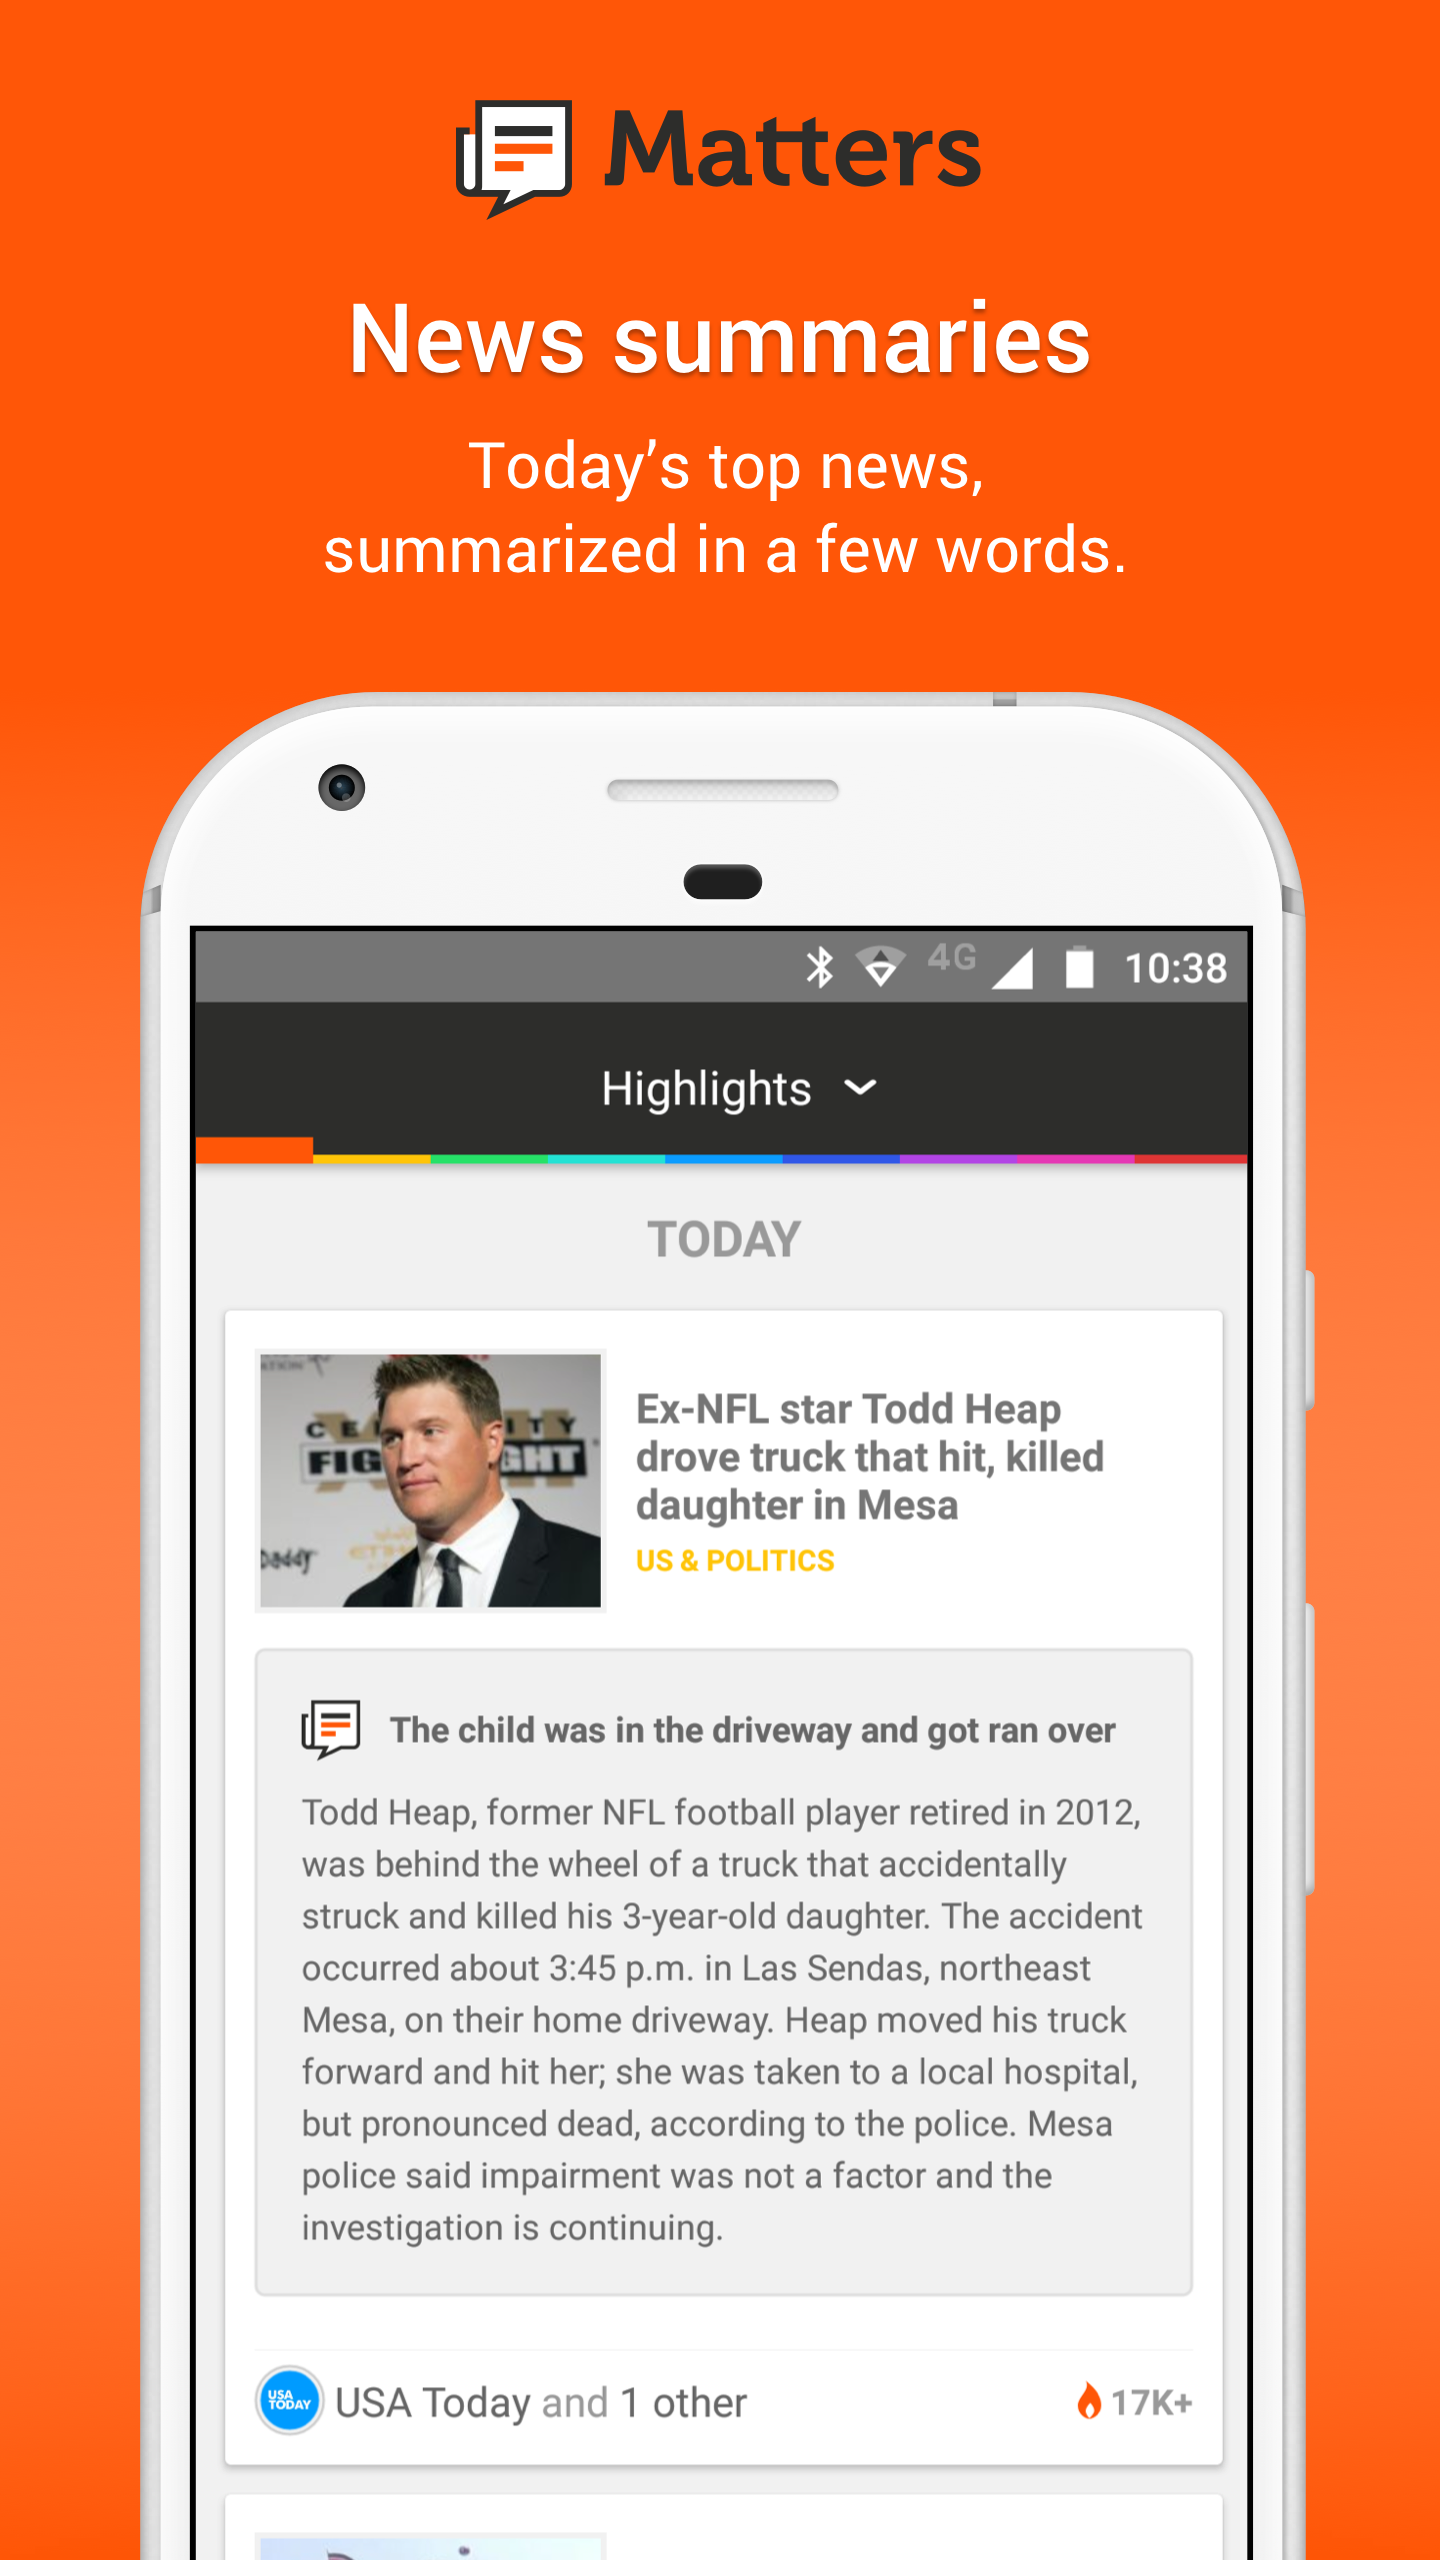 Matters
News summaries
Today’s top news,
summarized in a few words.
4G 10:38
Highlights
TODAY
CE ITY
FIG GHT
Daddy
Ex-NFL star Todd Heap
drove truck that hit, killed
daughter in Mesa
US & POLITICS
The child was in the driveway and got ran over
Todd Heap, former NFL football player retired in 2012,
was behind the wheel of a truck that accidentally
struck and killed his 3-year-old daughter. The accident
occurred about 3:45 p.m. in Las Sendas, northeast
Mesa, on their home driveway. Heap moved his truck
forward and hit her; she was taken to a local hospital,
but pronounced dead, according to the police. Mesa
police said impairment was not a factor and the
investigation is continuing.
USA
TODAY
USA Today and 1 other 17K+